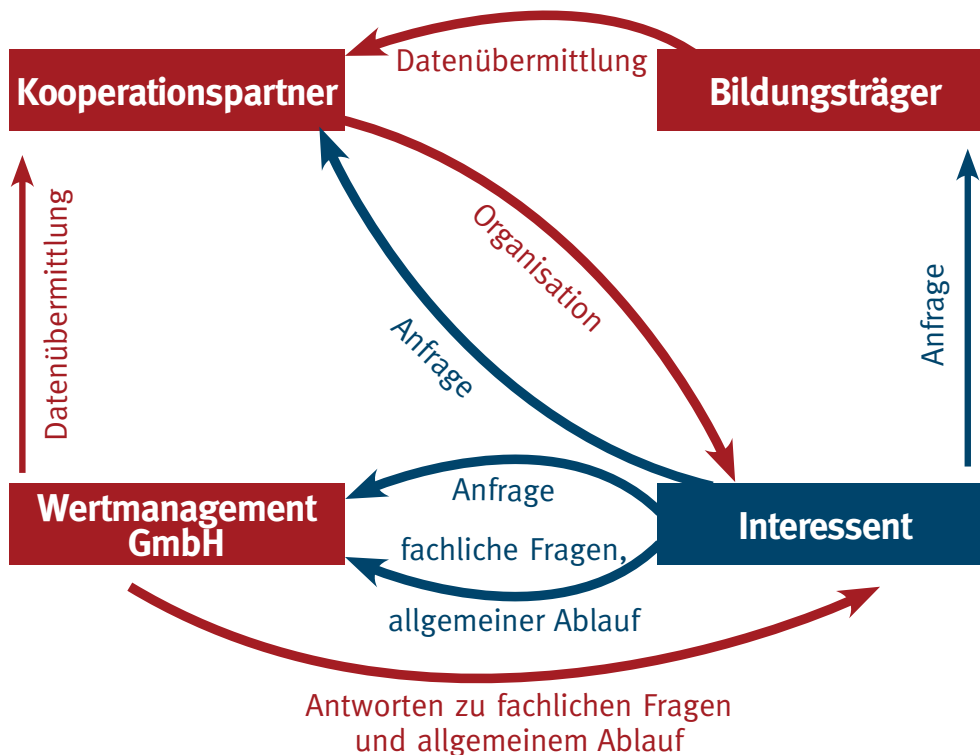 Datenübermittlung
Kooperationspartner
Bildungsträger
Datenübermittlung
Organisation
Anfrage
Anfrage
Wertmanagement
GmbH
Anfrage
fachliche Fragen,
allgemeiner Ablauf
Interessent
Antworten zu fachlichen Fragen
und allgemeinem Ablauf